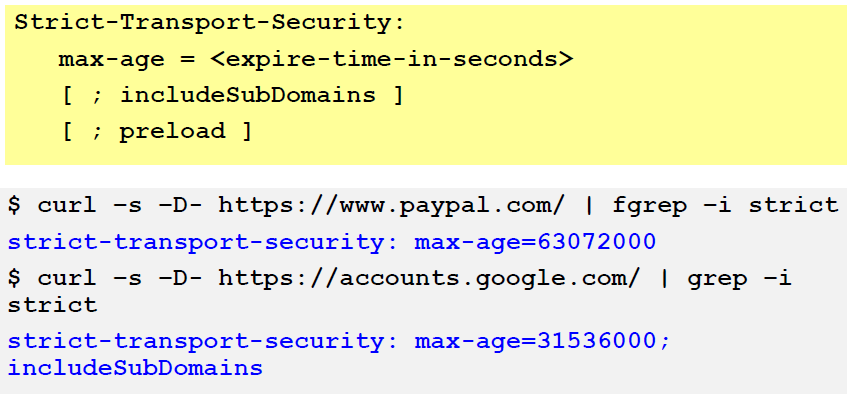 Strict-Transport-Security:
max-age = <expire-time-in-seconds>
[ ; includeSubDomains ]
[ ; preload ]
$ curl –s –D- https://www.paypal.com/ | fgrep –i strict
strict-transport-security: max-age=63072000
$ curl –s –D- https://accounts.google.com/ | grep –i
strict
strict-transport-security: max-age=31536000;
includeSubDomains